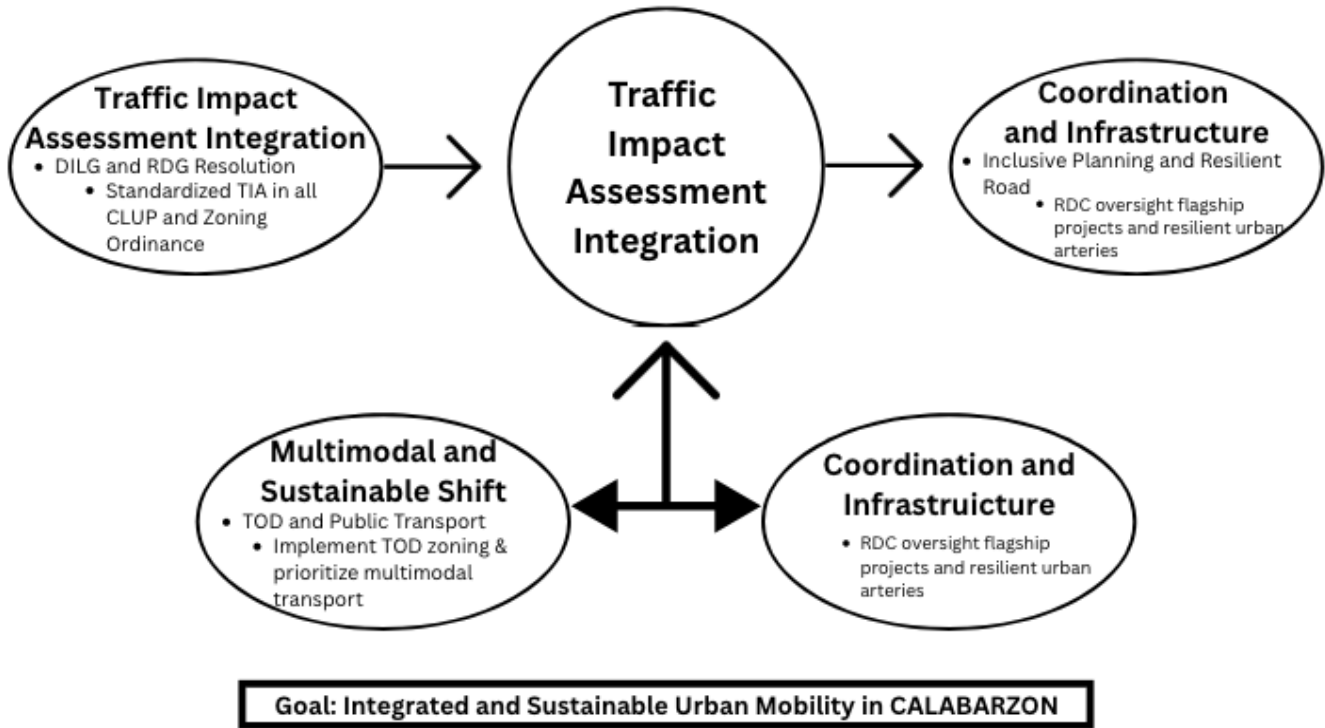 Traffic Impact
Assessment Integration
• DILG and RDG Resolution
• Standardized TIA in all
CLUP and Zoning
Ordinance
Traffic
Impact
Assessment
Integration
Coordination
and Infrastructure
• Inclusive Planning and Resilient
Road
• RDC oversight flagship
projects and resilient urban
arteries
Multimodal and
Sustainable Shift
• TOD and Public Transport
• Implement TOD zoning &
prioritize multimodal
transport
Coordination and
Infrastruicture
• RDC oversight flagship
projects and resilient urban
arteries
Goal: Integrated and Sustainable Urban Mobility in CALABARZON